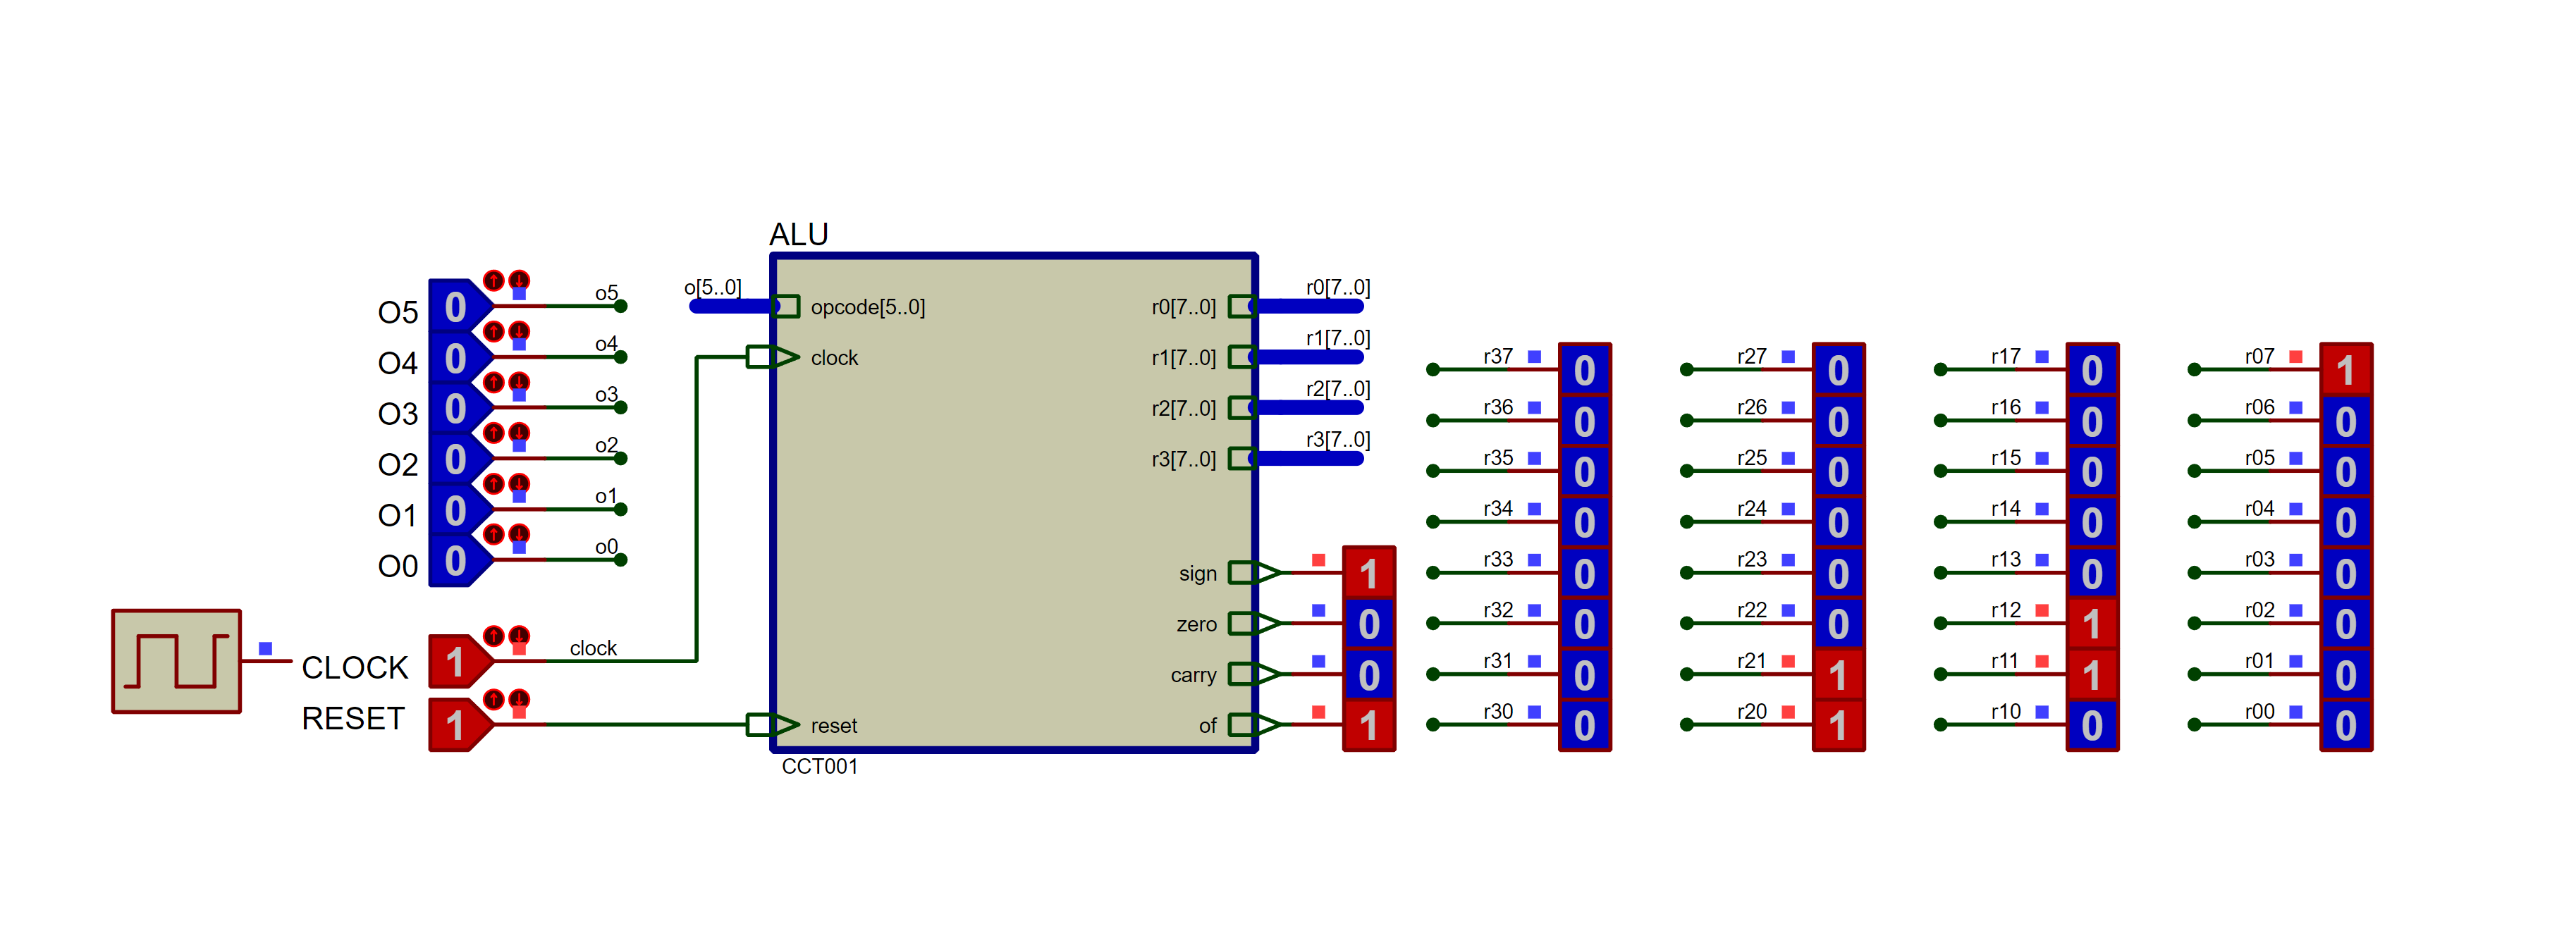 ALU
O5 0 o5
O4 0 o4
O3 0 o3
O2 0 o2
O1 0 o1
O0 0 o0
CLOCK 1 clock
RESET 1
o[5..0]
opcode[5..0]
clock
reset
r0[7..0] r0[7..0]
r1[7..0] r1[7..0]
r2[7..0] r2[7..0]
r3[7..0] r3[7..0]
sign 1
zero 0
carry 0
of 1
CCT001
r37 0 r27 0 r17 0 r07 1
r36 0 r26 0 r16 0 r06 0
r35 0 r25 0 r15 0 r05 0
r34 0 r24 0 r14 0 r04 0
r33 0 r23 0 r13 0 r03 0
r32 0 r22 0 r12 1 r02 0
r31 0 r21 1 r11 1 r01 0
r30 0 r20 1 r10 0 r00 0